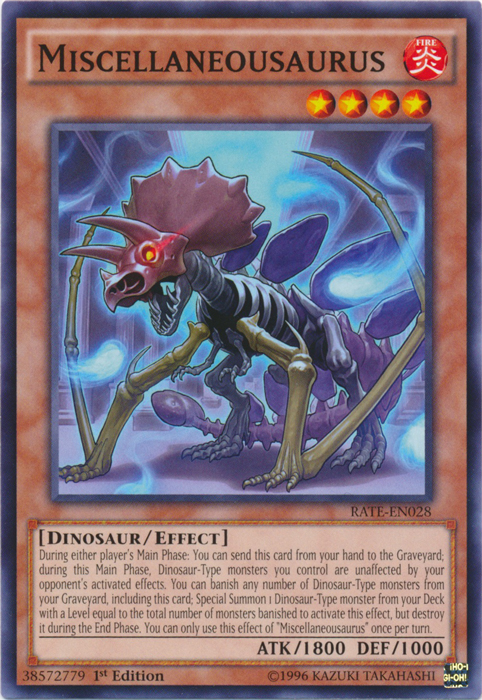 MISCELLANEOUSAURUS
FIRE
炎
RATE-EN028
[DINOSAUR/EFFECT]
During either player's Main Phase: You can send this card from your hand to the Graveyard;
during this Main Phase, Dinosaur-Type monsters you control are unaffected by your
opponent's activated effects. You can banish any number of Dinosaur-Type monsters from
your Graveyard, including this card; Special Summon 1 Dinosaur-Type monster from your Deck
with a Level equal to the total number of monsters banished to activate this effect, but destroy
it during the End Phase. You can only use this effect of "Miscellaneousaurus" once per turn.
ATK/1800 DEF/1000
38572779 1st Edition ©1996 KAZUKI TAKAHASHI